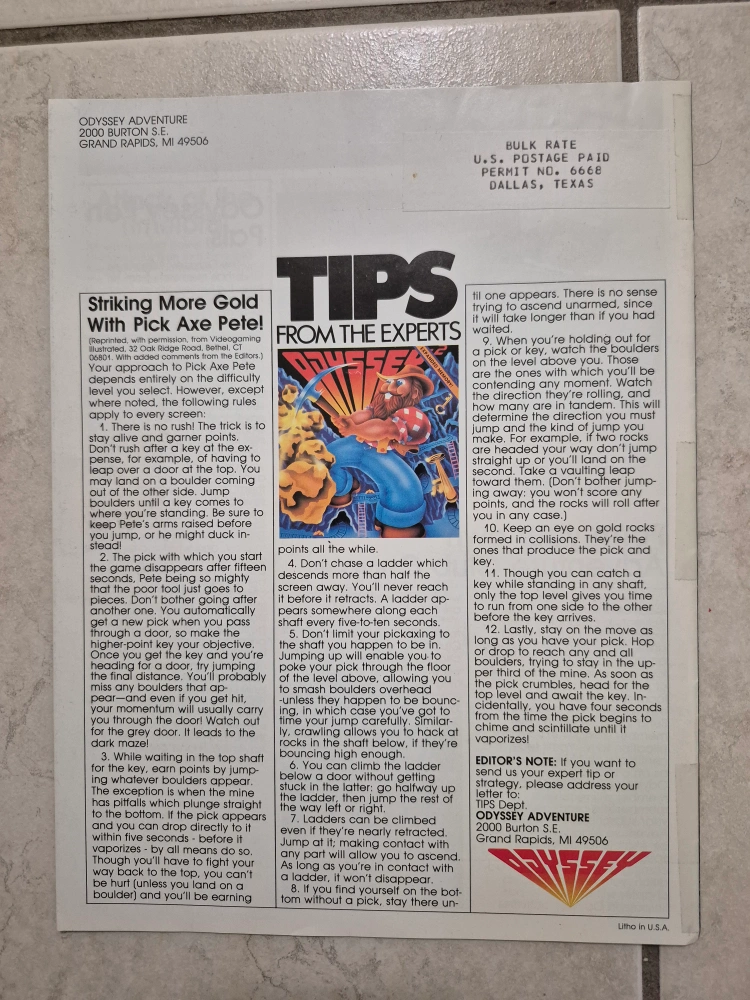 ODYSSEY ADVENTURE
2000 BURTON S.E.
GRAND RAPIDS, MI 49506
BULK RATE
U.S. POSTAGE PAID
PERMIT NO. 6668
DALLAS, TEXAS
TIPS
FROM THE EXPERTS
Striking More Gold
With Pick Axe Pete!
(Reprinted, with permission, from Videogaming
Illustrated, 32 Oak Ridge Road, Bethel, CT
06801. With added comments from the Editors.)
Your approach to Pick Axe Pete
depends entirely on the difficulty
level you select. However, except
where noted, the following rules
apply to every screen:
1. There is no rush! The trick is to
stay alive and garner points.
Don't rush after a key at the ex-
pense, for example, of having to
leap over a door at the top. You
may land on a boulder coming
out of the other side. Jump
boulders until a key comes to
where you're standing. Be sure to
keep Pete's arms raised before
you jump, or he might duck in-
stead!
2. The pick with which you start
the game disappears after fifteen
seconds, Pete being so mighty
that the poor tool just goes to
pieces. Don't bother going after
another one. You automatically
get a new pick when you pass
through a door, so make the
higher-point key your objective.
Once you get the key and you're
heading for a door, try jumping
the final distance. You'll probably
miss any boulders that ap-
pear—and even if you get hit,
your momentum will usually carry
you through the door! Watch out
for the grey door. It leads to the
dark maze!
3. While waiting in the top shaft
for the key, earn points by jump-
ing whatever boulders appear.
The exception is when the mine
has pitfalls which plunge straight
to the bottom. If the pick appears
and you can drop directly to it
within five seconds - before it
vaporizes - by all means do so.
Though you'll have to fight your
way back to the top, you can't
be hurt (unless you land on a
boulder) and you'll be earning
ODYSSEY 2
points all the while.
4. Don't chase a ladder which
descends more than half the
screen away. You'll never reach
it before it retracts. A ladder ap-
pears somewhere along each
shaft every five-to-ten seconds.
5. Don't limit your pickaxing to
the shaft you happen to be in.
Jumping up will enable you to
poke your pick through the floor
of the level above, allowing you
to smash boulders overhead
-unless they happen to be bounc-
ing, in which case you've got to
time your jump carefully. Similar-
ly, crawling allows you to hack at
rocks in the shaft below, if they're
bouncing high enough.
6. You can climb the ladder
below a door without getting
stuck in the latter: go halfway up
the ladder, then jump the rest of
the way left or right.
7. Ladders can be climbed
even if they're nearly retracted.
Jump at it; making contact with
any part will allow you to ascend.
As long as you're in contact with
a ladder, it won't disappear.
8. If you find yourself on the bot-
tom without a pick, stay there un-
til one appears. There is no sense
trying to ascend unarmed, since
it will take longer than if you had
waited.
9. When you're holding out for
a pick or key, watch the boulders
on the level above you. Those
are the ones with which you'll be
contending any moment. Watch
the direction they're rolling, and
how many are in tandem. This will
determine the direction you must
jump and the kind of jump you
make. For example, if two rocks
are headed your way don't jump
straight up or you'll land on the
second. Take a vaulting leap
toward them. (Don't bother jump-
ing away: you won't score any
points, and the rocks will roll after
you in any case.)
10. Keep an eye on gold rocks
formed in collisions. They're the
ones that produce the pick and
key.
11. Though you can catch a
key while standing in any shaft,
only the top level gives you time
to run from one side to the other
before the key arrives.
12. Lastly, stay on the move as
long as you have your pick. Hop
or drop to reach any and all
boulders, trying to stay in the up-
per third of the mine. As soon as
the pick crumbles, head for the
top level and await the key. In-
cidentally, you have four seconds
from the time the pick begins to
chime and scintillate until it
vaporizes!
EDITOR'S NOTE: If you want to
send us your expert tip or
strategy, please address your
letter to:
TIPS Dept.
ODYSSEY ADVENTURE
2000 Burton S.E.
Grand Rapids, MI 49506
ODYSSEY
Litho in U.S.A.